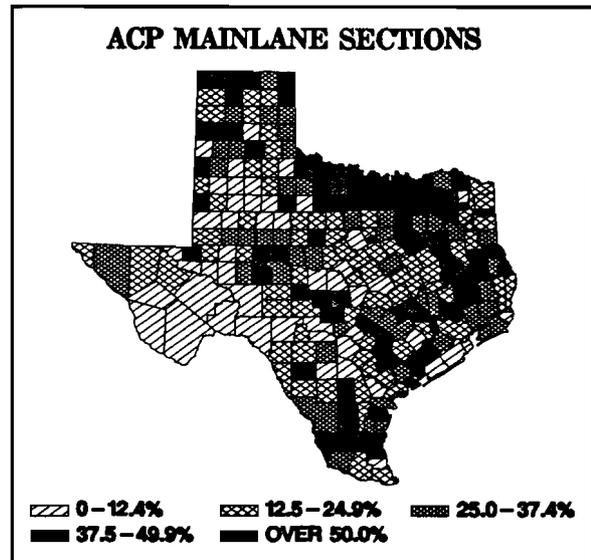 ACP MAINLANE SECTIONS
0-12.4% 12.5-24.9% 25.0-37.4%
37.5-49.9% OVER 50.0%